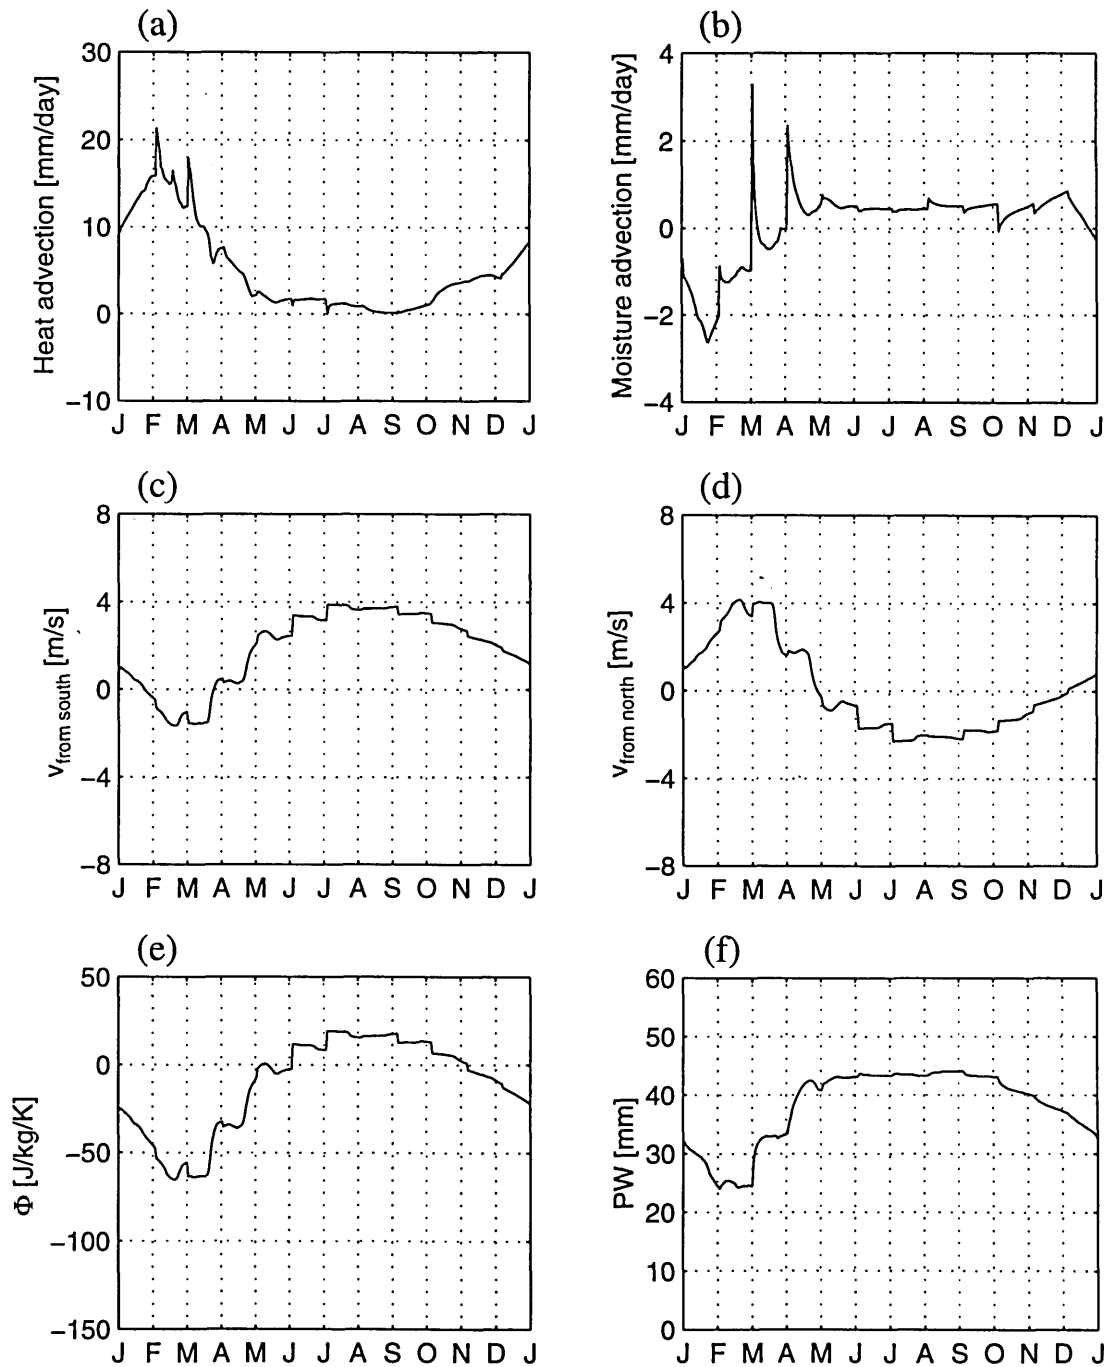 (a)
30
20
10
0
−10
Heat advection [mm/day]
J F M A M J J A S O N D J
(b)
4
2
0
−2
−4
Moisture advection [mm/day]
J F M A M J J A S O N D J
(c)
8
4
0
−4
−8
v from south [m/s]
J F M A M J J A S O N D J
(d)
8
4
0
−4
−8
v from north [m/s]
J F M A M J J A S O N D J
(e)
50
0
−50
−100
−150
Φ [J/kg/K]
J F M A M J J A S O N D J
(f)
60
50
40
30
20
10
0
PW [mm]
J F M A M J J A S O N D J